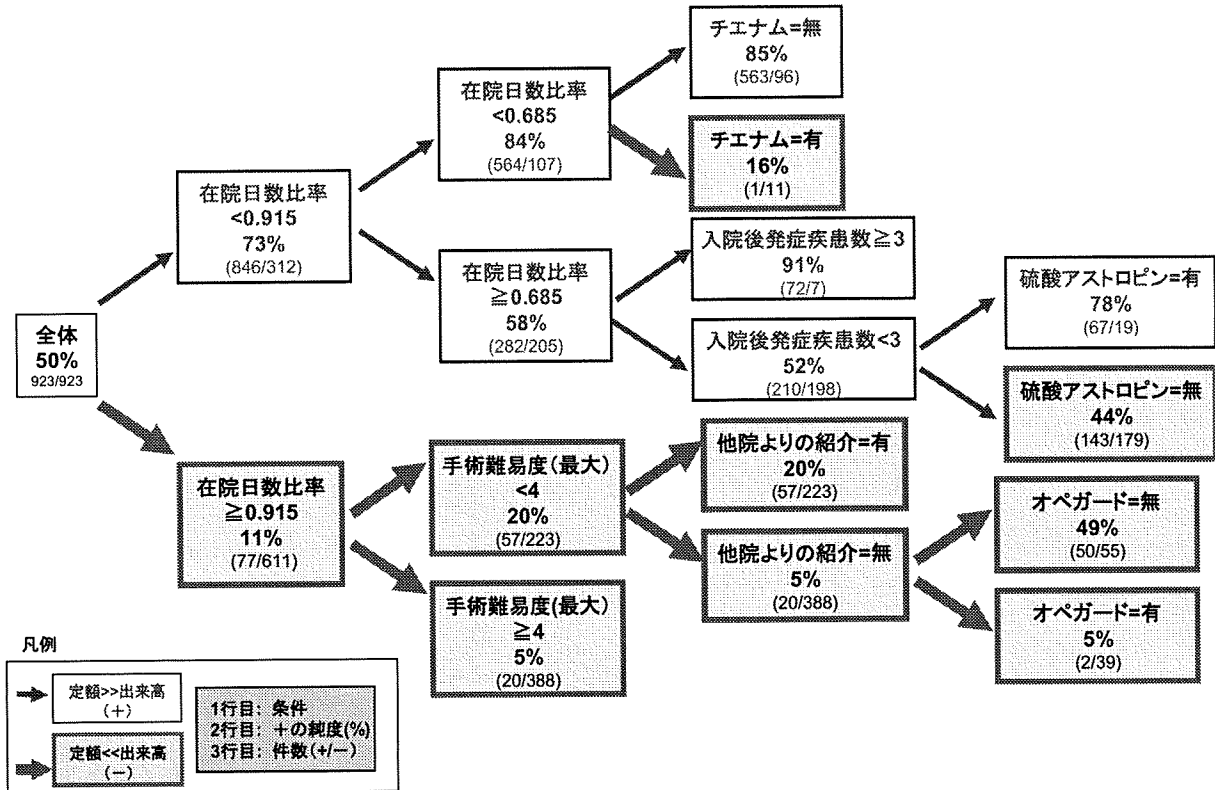 全体
50%
923/923
在院日数比率
<0.915
73%
(846/312)
在院日数比率
≧0.915
11%
(77/611)
在院日数比率
<0.685
84%
(564/107)
在院日数比率
≧0.685
58%
(282/205)
手術難易度(最大)
<4
20%
(57/223)
手術難易度(最大)
≧4
5%
(20/388)
チエナム=無
85%
(563/96)
チエナム=有
16%
(1/11)
入院後発症疾患数≧3
91%
(72/7)
入院後発症疾患数<3
52%
(210/198)
他院よりの紹介=有
20%
(57/223)
他院よりの紹介=無
5%
(20/388)
硫酸アストロピン=有
78%
(67/19)
硫酸アストロピン=無
44%
(143/179)
オペガード=無
49%
(50/55)
オペガード=有
5%
(2/39)
凡例
定額>>出来高
(+)
定額<<出来高
(−)
1行目: 条件
2行目: +の純度(%)
3行目: 件数(+/−)